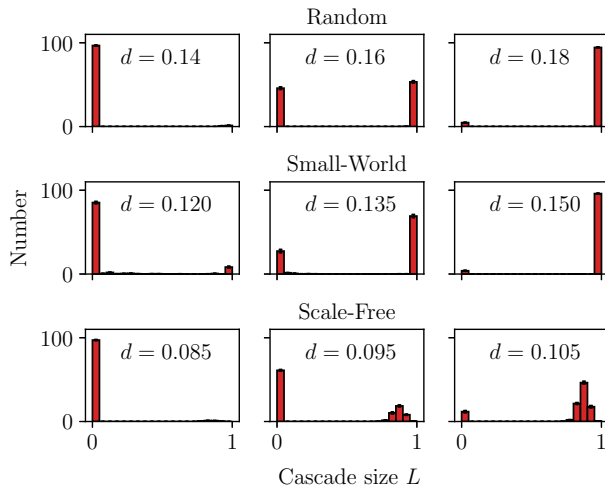 Random
100
0
d = 0.14
d = 0.16
d = 0.18
Small-World
100
0
d = 0.120
d = 0.135
d = 0.150
Scale-Free
100
0
d = 0.085
d = 0.095
d = 0.105
0 1
0 1
0 1
Number
Cascade size L